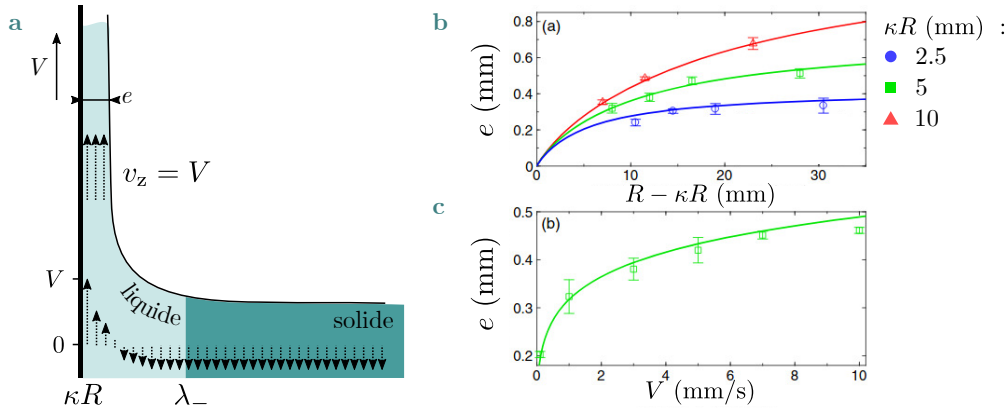 a
V
e
v_z = V
V
liquide
solide
0
κR
λ_−
b
(a)
e (mm)
0.8
0.6
0.4
0.2
0
0
10
20
30
R − κR (mm)
κR (mm) :
2.5
5
10
c
(b)
e (mm)
0.5
0.4
0.3
0.2
0
2
4
6
8
10
V (mm/s)